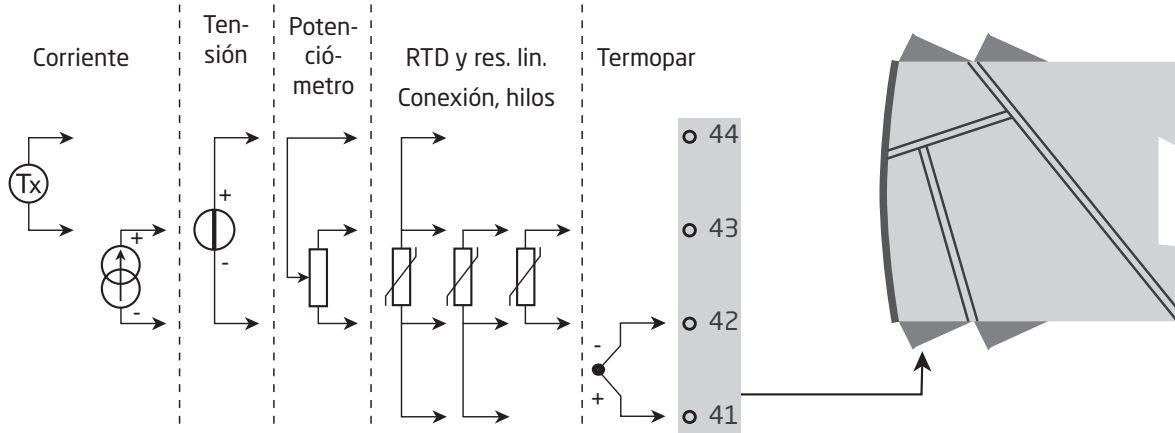 Corriente
Ten-
sión
Poten-
ció-
metro
RTD y res. lin.
Conexión, hilos
Termopar
Tx
+
-
+
-
-
+
44
43
42
41